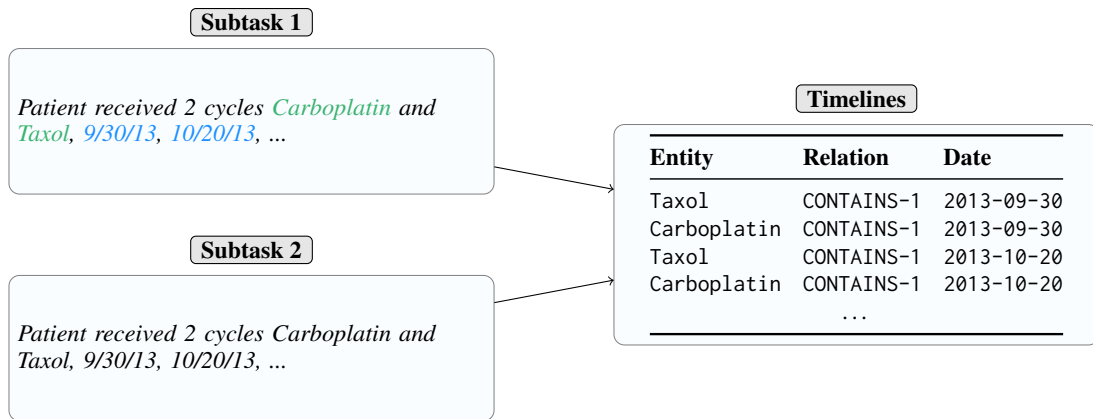 Subtask 1
Patient received 2 cycles Carboplatin and
Taxol, 9/30/13, 10/20/13, ...
Subtask 2
Patient received 2 cycles Carboplatin and
Taxol, 9/30/13, 10/20/13, ...
Timelines
Entity Relation Date
Taxol CONTAINS-1 2013-09-30
Carboplatin CONTAINS-1 2013-09-30
Taxol CONTAINS-1 2013-10-20
Carboplatin CONTAINS-1 2013-10-20
...